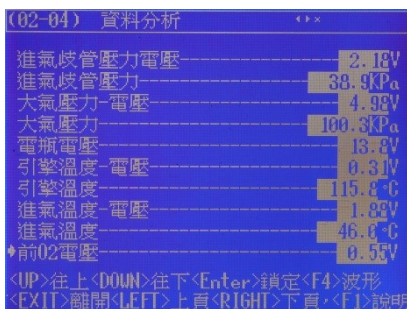 (02-04) 資料分析
進氣歧管壓力電壓------------------ 2.18V
進氣歧管壓力------------------ 38.9KPa
大氣壓力-電壓------------------ 4.98V
大氣壓力------------------ 100.3KPa
電瓶電壓------------------ 13.8V
引擎溫度-電壓------------------ 0.31V
引擎溫度------------------ 115.8°C
進氣溫度-電壓------------------ 1.89V
進氣溫度------------------ 46.0°C
前O2電壓------------------ 0.55V
<UP>往上<DOWN>往下<Enter>鎖定<F4>波形
<EXIT>離開<LEFT>上頁<RIGHT>下頁,<F1>說明